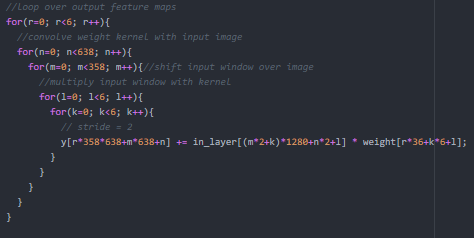 //loop over output feature maps
for(r=0; r<6; r++){
//convolve weight kernel with input image
for(n=0; n<638; n++){
for(m=0; m<358; m++){//shift input window over image
//multiply input window with kernel
for(l=0; l<6; l++){
for(k=0; k<6; k++){
// stride = 2
y[r*358*638+m*638+n] += in_layer[(m*2+k)*1280+n*2+l] * weight[r*36+k*6+l];
}
}
}
}
}